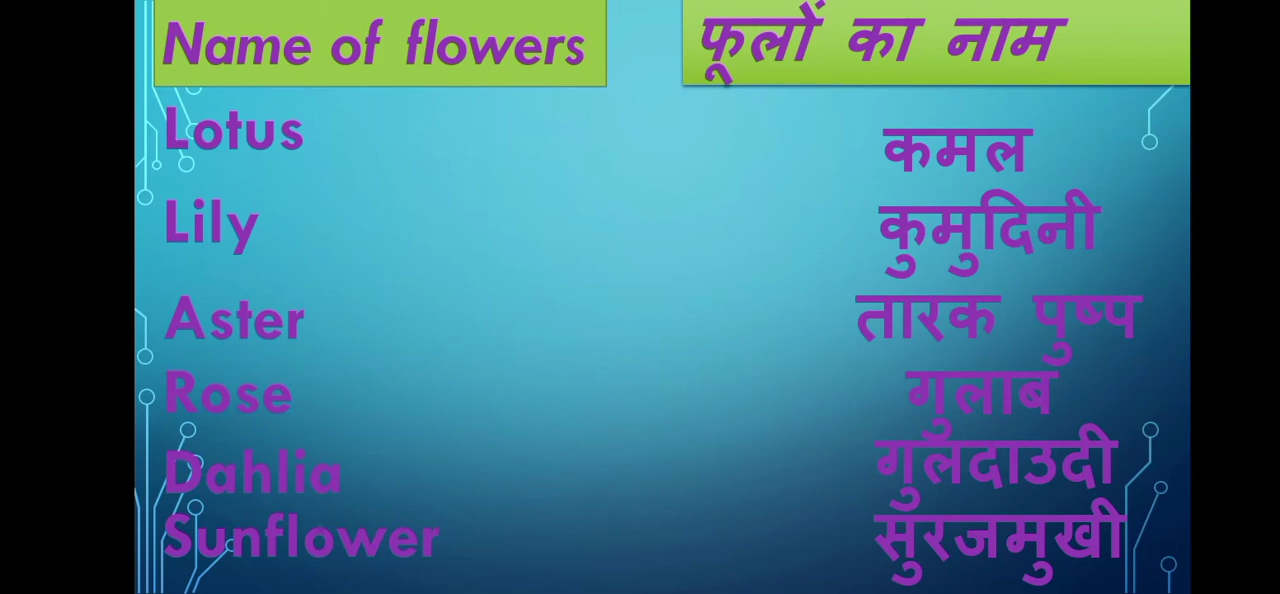 Name of flowers फूलों का नाम
Lotus कमल
Lily कुमुदिनी
Aster तारक पुष्प
Rose गुलाब
Dahlia गुलदाउदी
Sunflower सुरजमुखी